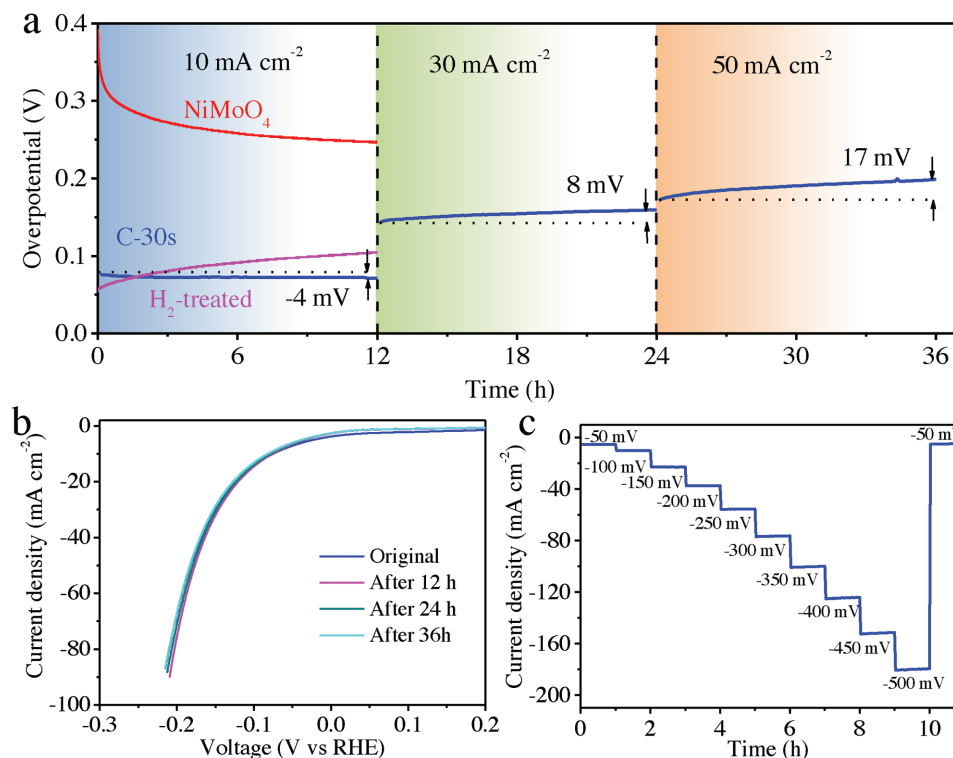 a
0.4
0.3
0.2
0.1
0.0
Overpotential (V)
10 mA cm⁻²
30 mA cm⁻²
50 mA cm⁻²
NiMoO₄
C-30s
H₂-treated
-4 mV
8 mV
17 mV
0 6 12 18 24 30 36
Time (h)
b
0
-20
-40
-60
-80
-100
Current density (mA cm⁻²)
Original
After 12 h
After 24 h
After 36h
-0.3 -0.2 -0.1 0.0 0.1 0.2
Voltage (V vs RHE)
c
0
-40
-80
-120
-160
-200
Current density (mA cm⁻²)
-50 mV
-100 mV
-150 mV
-200 mV
-250 mV
-300 mV
-350 mV
-400 mV
-450 mV
-500 mV
-50 m
0 2 4 6 8 10
Time (h)